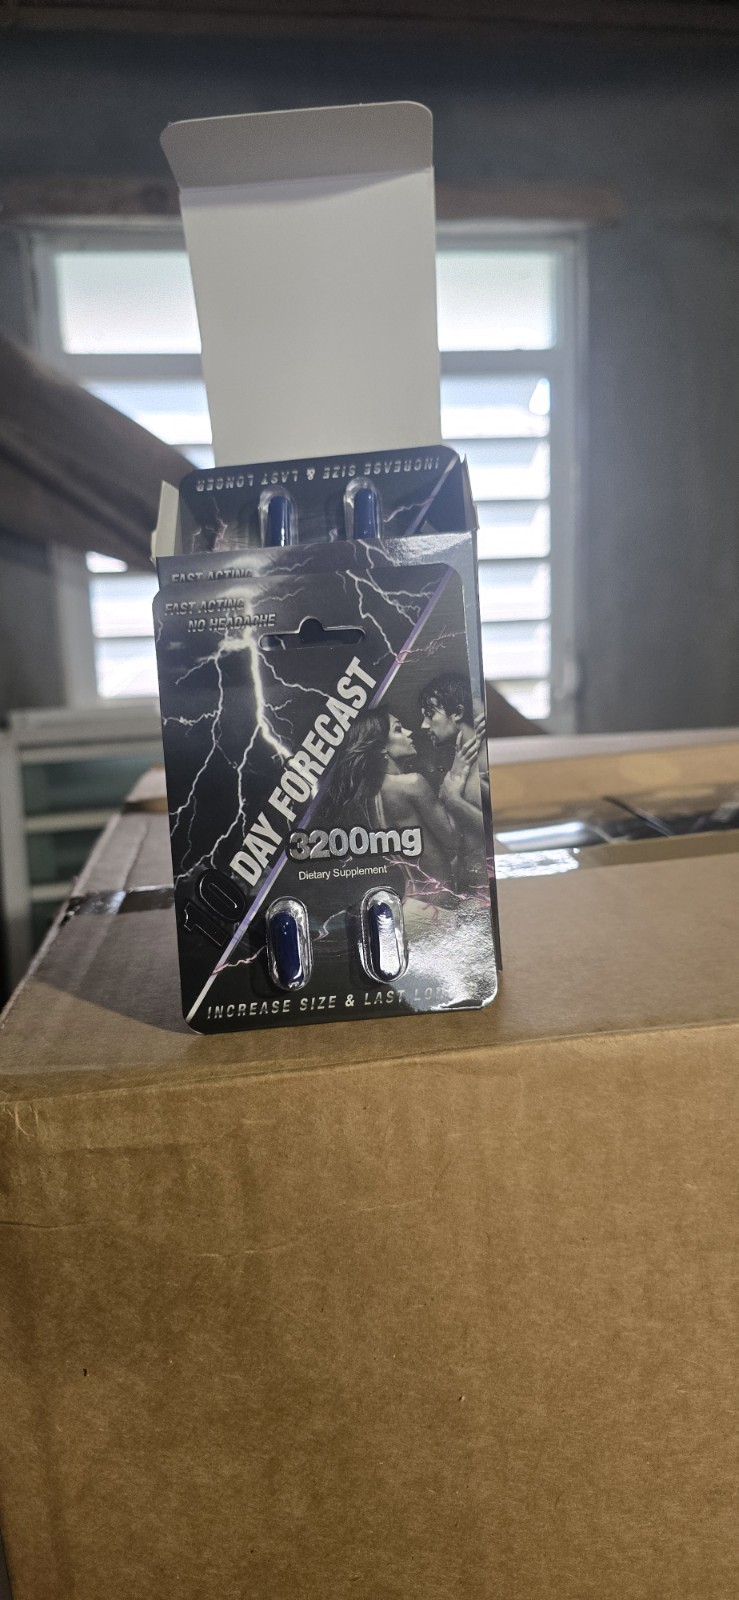 INCREASE SIZE & LAST LONGER
FAST ACTING
FAST ACTING
NO HEADACHE
10 DAY FORECAST
3200mg
Dietary Supplement
INCREASE SIZE & LAST